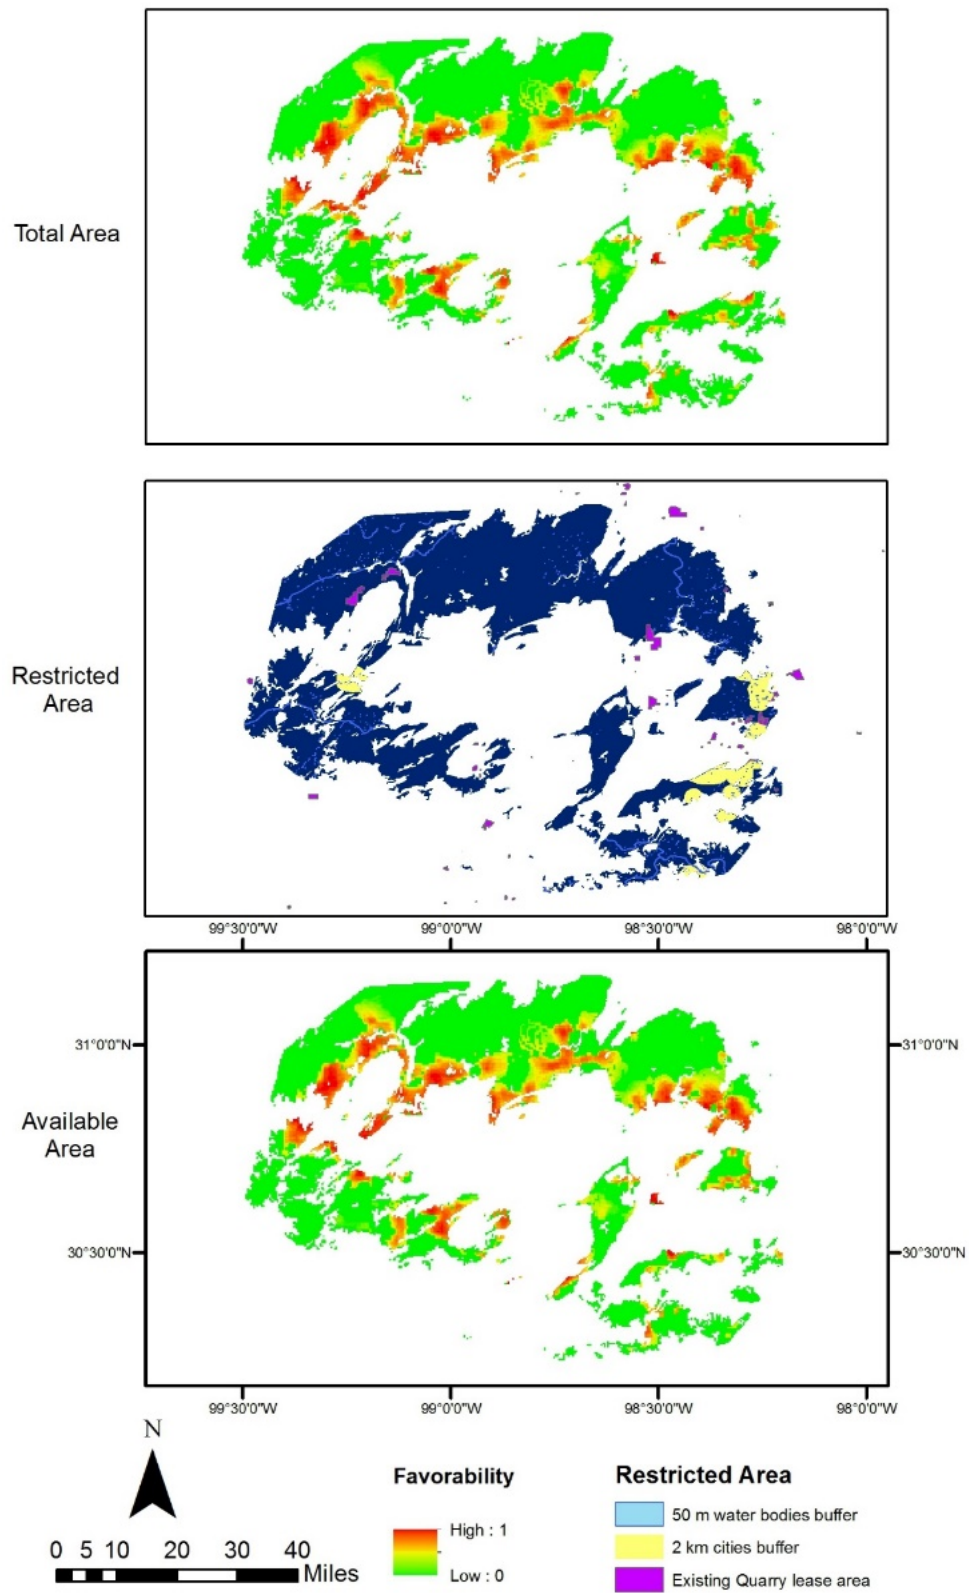 Total Area
Restricted
Area
99°30'0"W 99°0'0"W 98°30'0"W 98°0'0"W
31°0'0"N 31°0'0"N
Available
Area
30°30'0"N 30°30'0"N
99°30'0"W 99°0'0"W 98°30'0"W 98°0'0"W
N
Favorability
Restricted Area
High : 1
Low : 0
50 m water bodies buffer
2 km cities buffer
Existing Quarry lease area
0 5 10 20 30 40
Miles